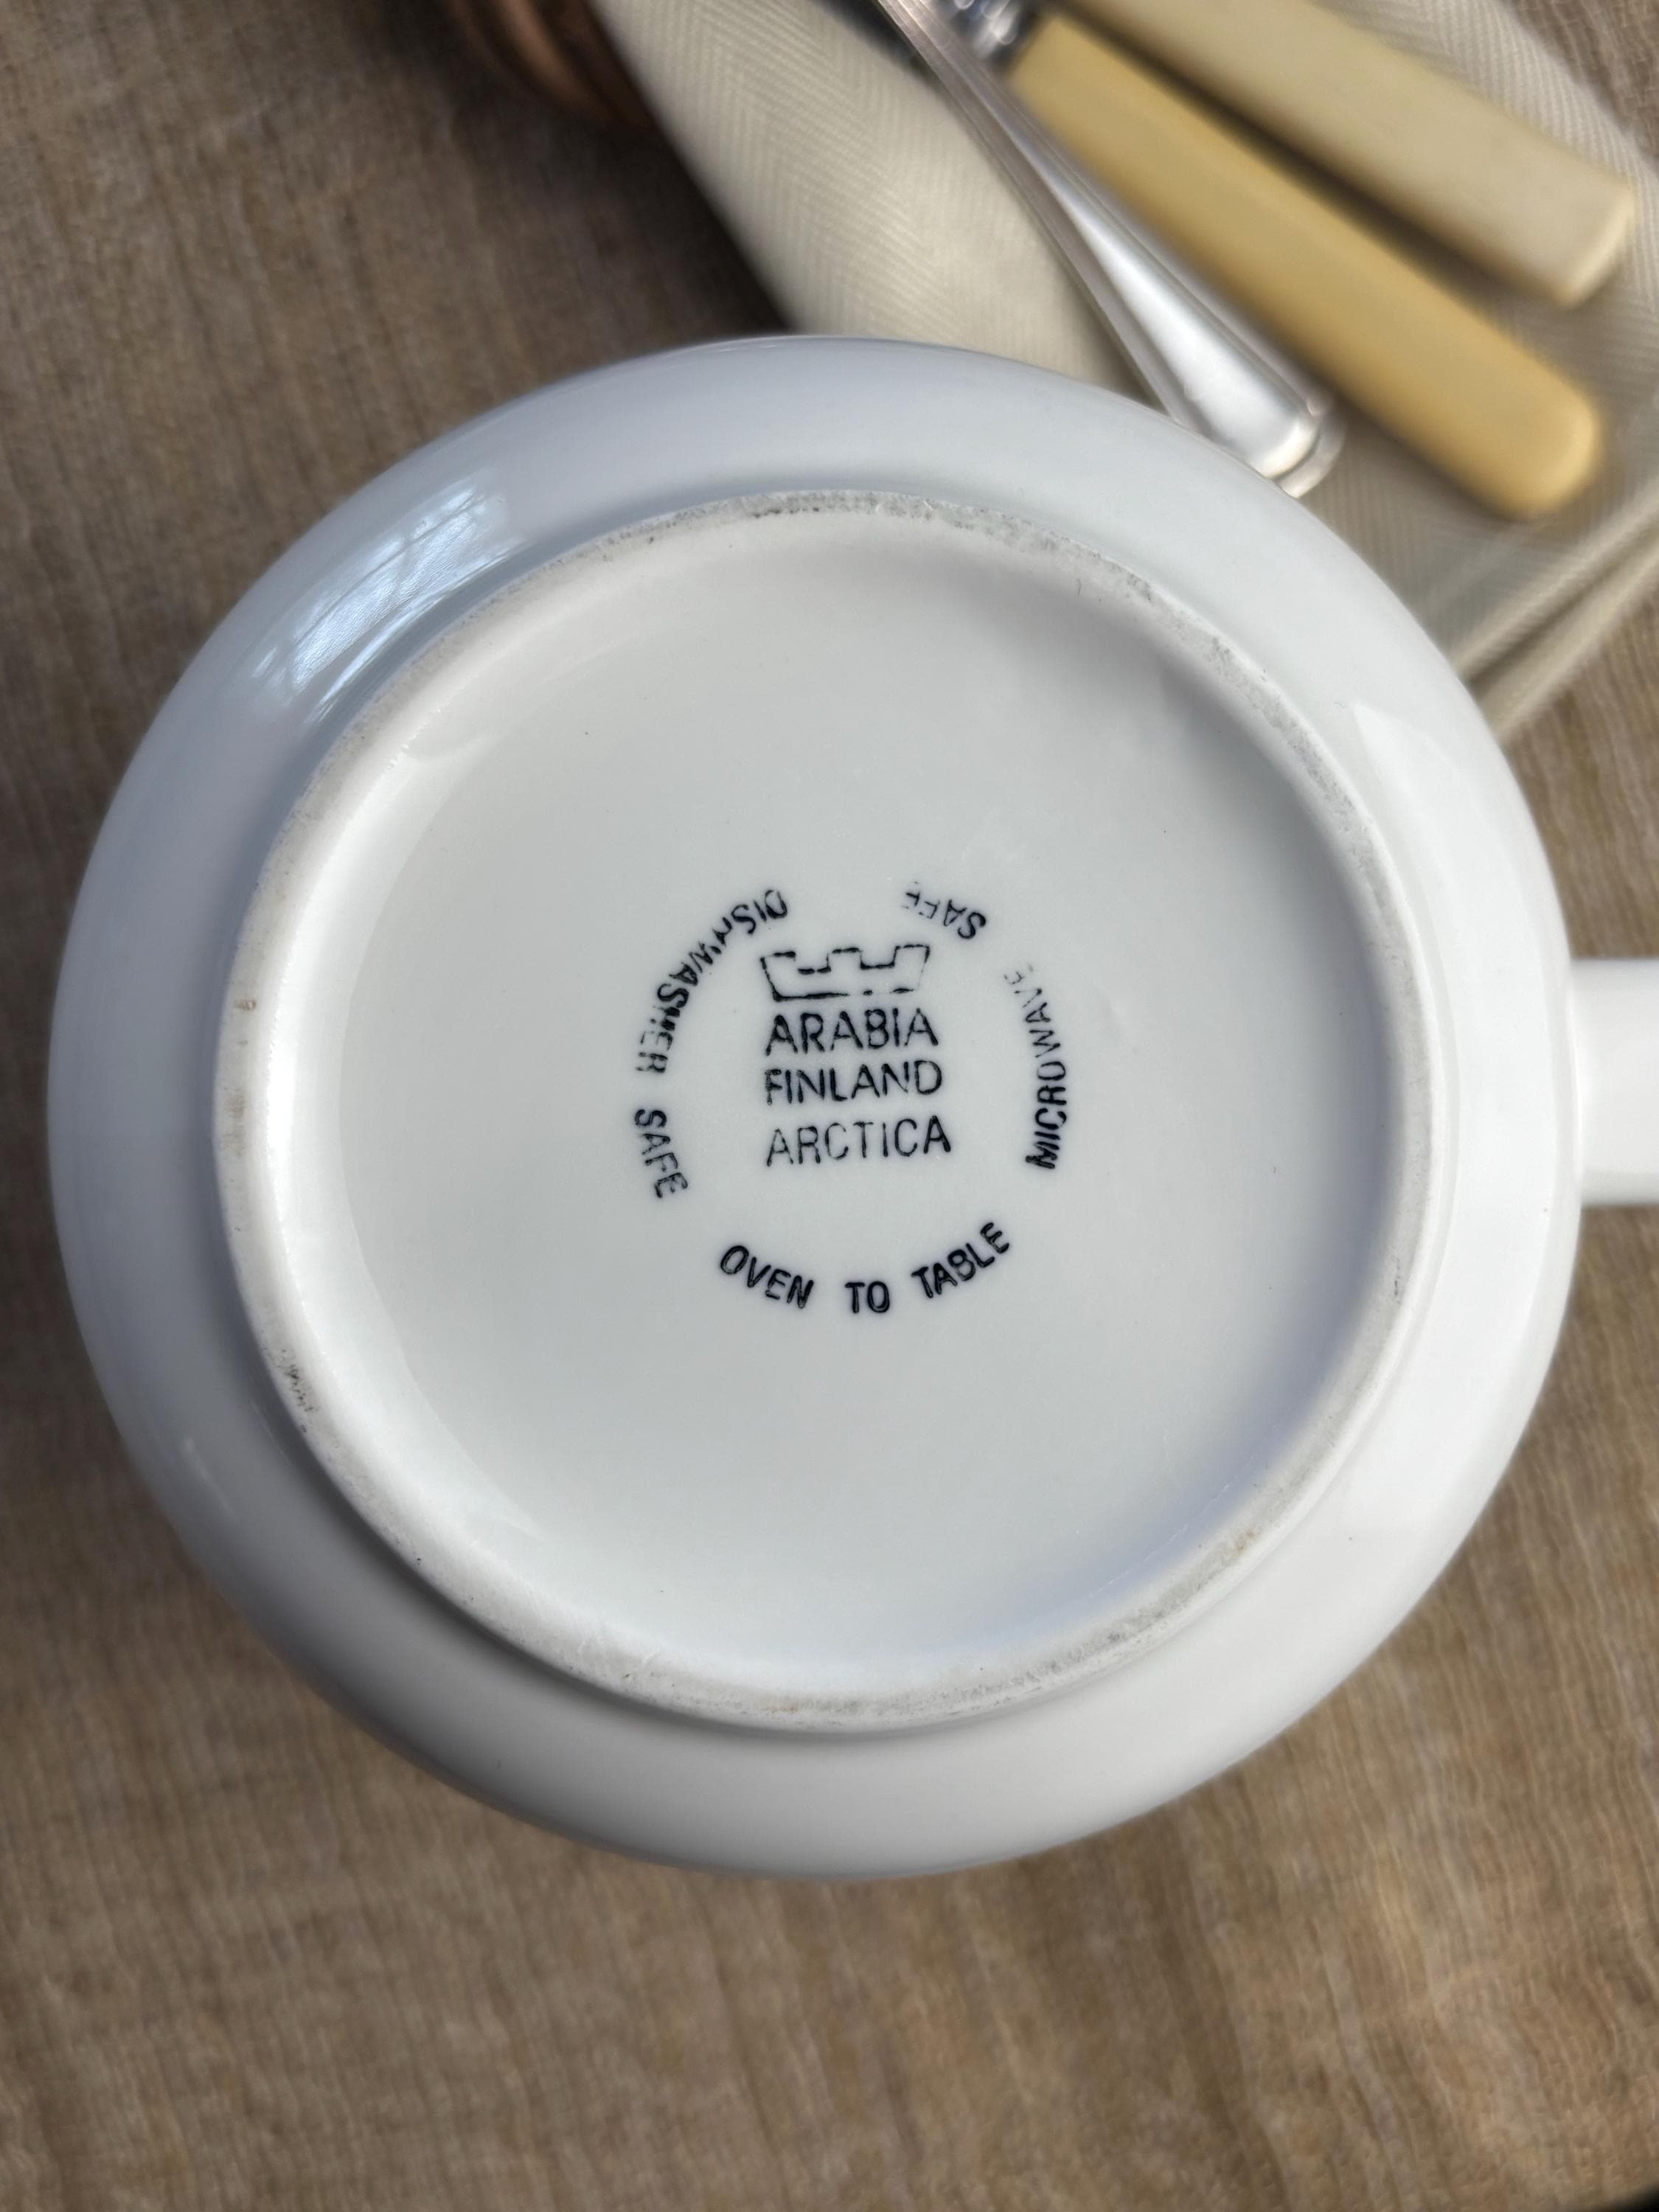 ARABIA
FINLAND
ARCTICA
DISHWASHER SAFE
OVEN TO TABLE
MICROWAVE SAFE